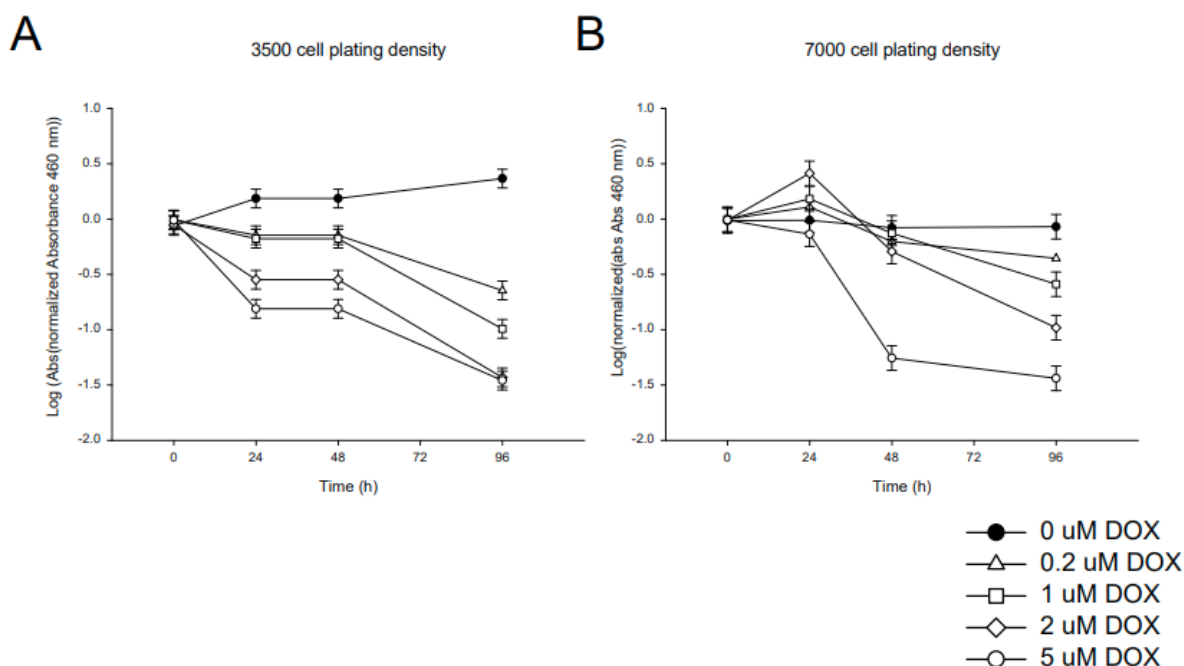 A
3500 cell plating density
Log (Abs(normalized Absorbance 460 nm))
1.0
0.5
0.0
-0.5
-1.0
-1.5
-2.0
0 24 48 72 96
Time (h)
B
7000 cell plating density
Log(normalized(abs Abs 460 nm))
1.0
0.5
0.0
-0.5
-1.0
-1.5
-2.0
0 24 48 72 96
Time (h)
0 uM DOX
0.2 uM DOX
1 uM DOX
2 uM DOX
5 uM DOX